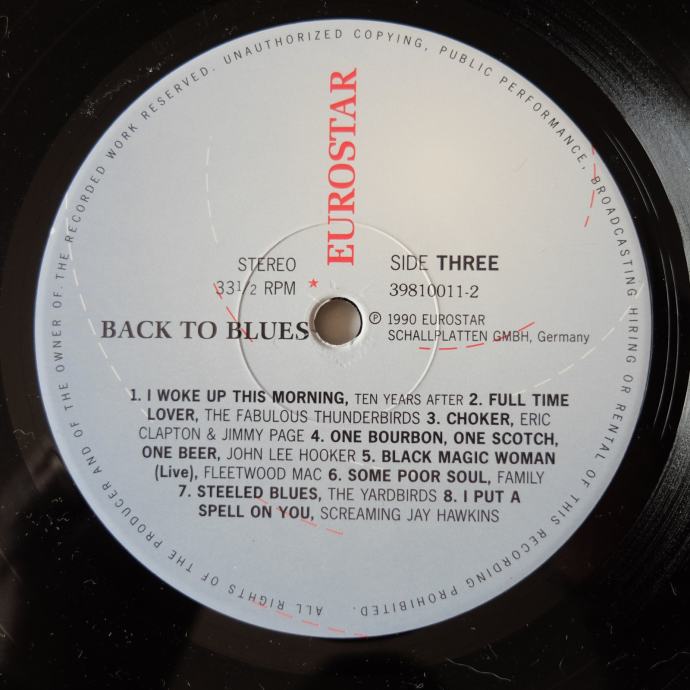 EUROSTAR
STEREO
33 1/2 RPM
SIDE THREE
39810011-2
BACK TO BLUES
℗ 1990 EUROSTAR
SCHALLPLATTEN GMBH, Germany
1. I WOKE UP THIS MORNING, TEN YEARS AFTER 2. FULL TIME
LOVER, THE FABULOUS THUNDERBIRDS 3. CHOKER, ERIC
CLAPTON & JIMMY PAGE 4. ONE BOURBON, ONE SCOTCH,
ONE BEER, JOHN LEE HOOKER 5. BLACK MAGIC WOMAN
(Live), FLEETWOOD MAC 6. SOME POOR SOUL, FAMILY
7. STEELED BLUES, THE YARDBIRDS 8. I PUT A
SPELL ON YOU, SCREAMING JAY HAWKINS
ALL RIGHTS OF THE PRODUCER AND OF THE OWNER OF. THE RECORDED WORK RESERVED. UNAUTHORIZED COPYING, PUBLIC PERFORMANCE, BROADCASTING HIRING OR RENTAL OF THIS RECORDING PROHIBITED.